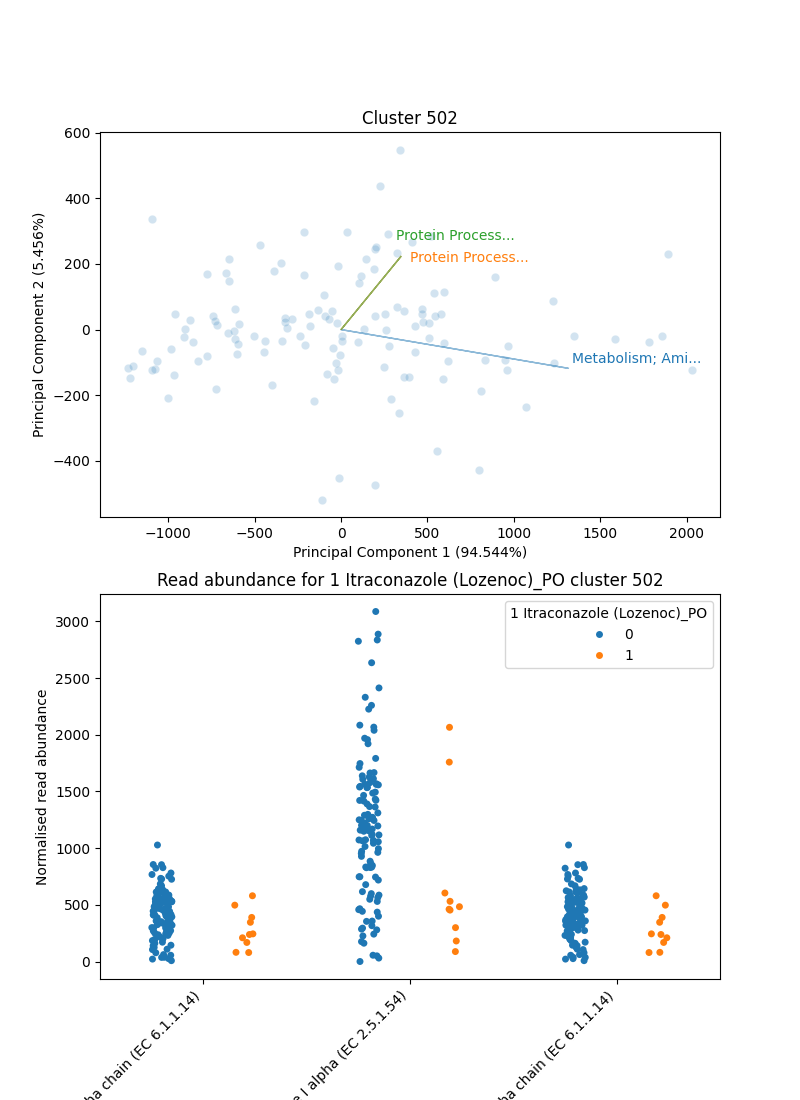 Cluster 502
600
400
200
0
−200
−400
Principal Component 2 (5.456%)
Protein Process...
Protein Process...
Metabolism; Ami...
−1000
−500
0
500
1000
1500
2000
Principal Component 1 (94.544%)
Read abundance for 1 Itraconazole (Lozenoc)_PO cluster 502
3000
2500
2000
1500
1000
500
0
Normalised read abundance
1 Itraconazole (Lozenoc)_PO
0
1
chain (EC 6.1.1.14)
I alpha (EC 2.5.1.54)
chain (EC 6.1.1.14)